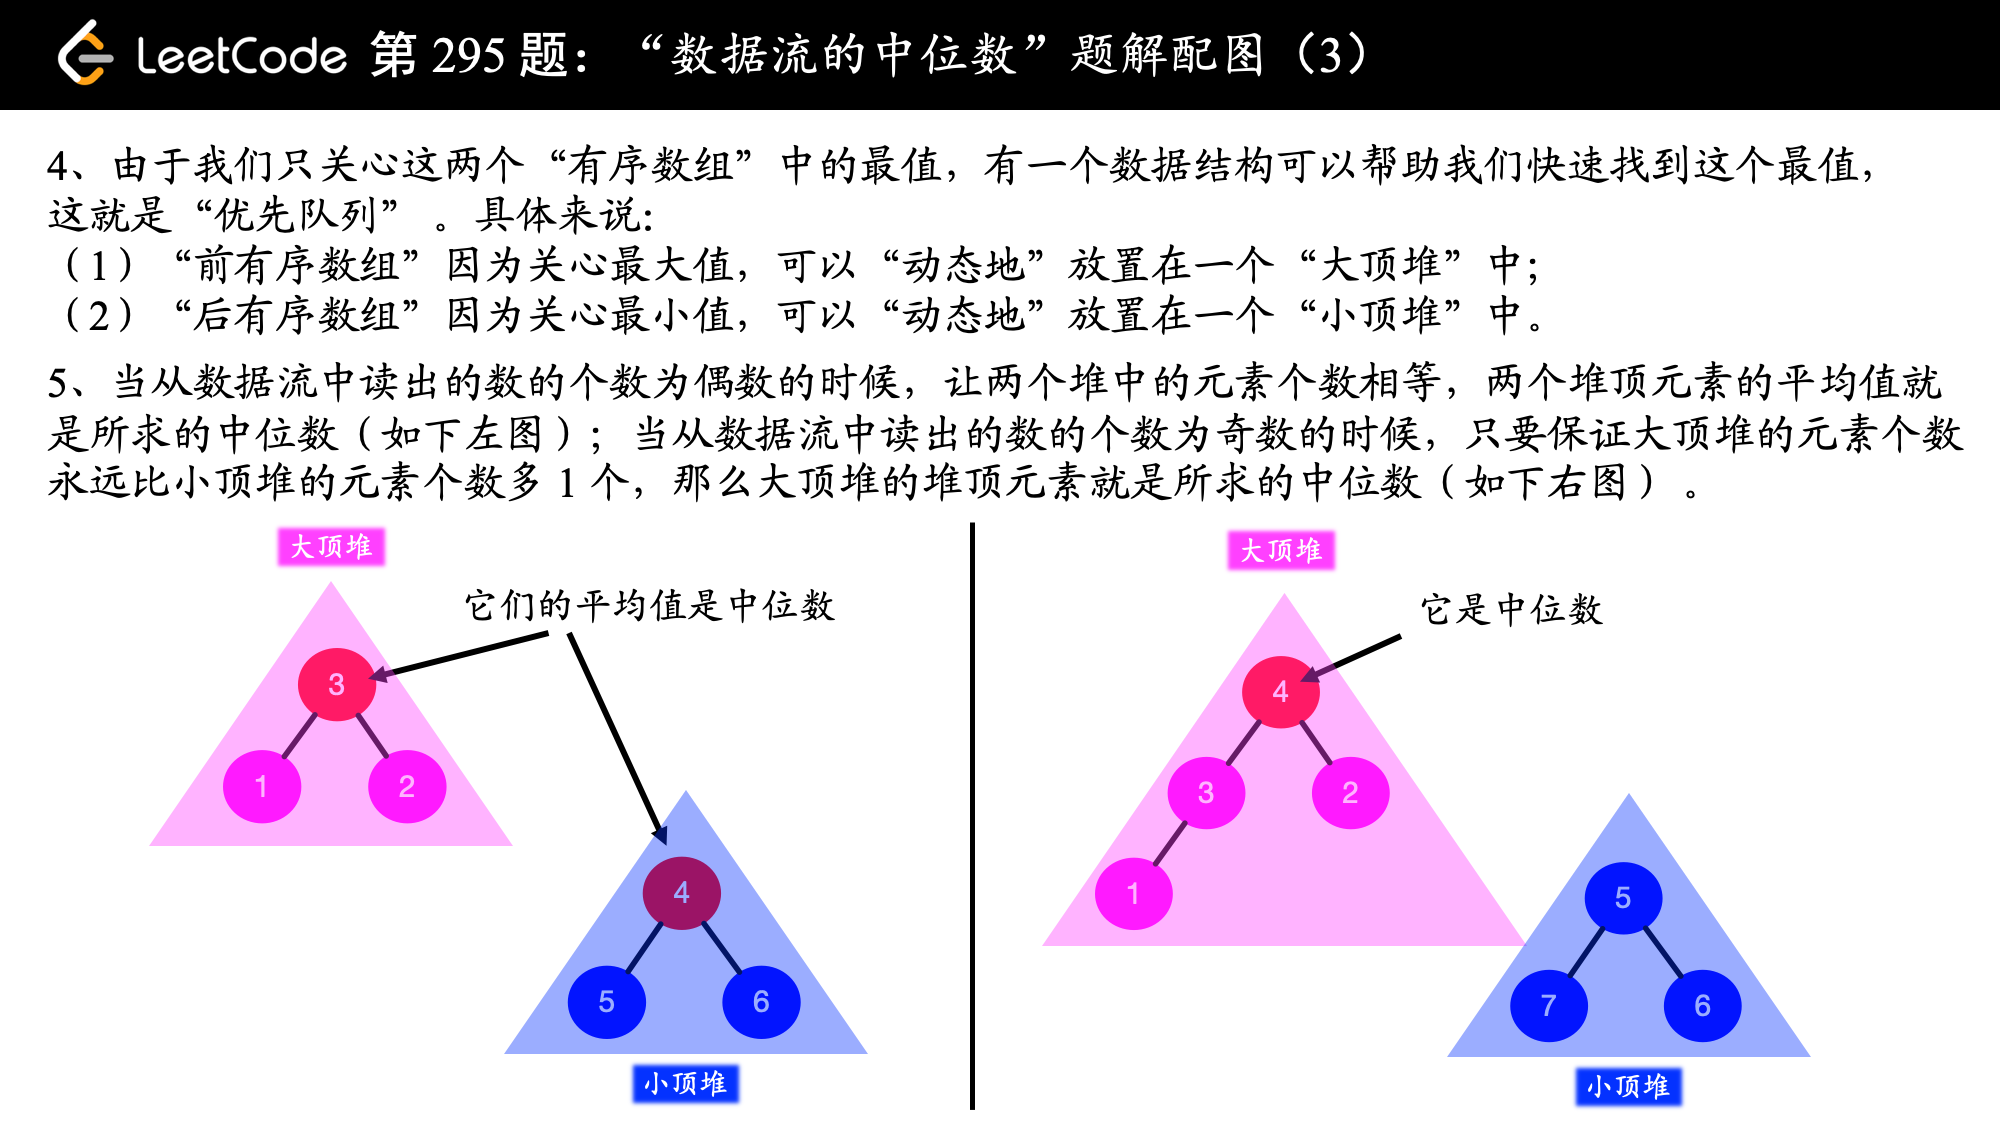 LeetCode 第 295 题：“数据流的中位数”题解配图（3）
4、由于我们只关心这两个“有序数组”中的最值，有一个数据结构可以帮助我们快速找到这个最值，
这就是“优先队列” 。具体来说:
（1）“前有序数组”因为关心最大值，可以“动态地”放置在一个“大顶堆”中；
（2）“后有序数组”因为关心最小值，可以“动态地”放置在一个“小顶堆”中。
5、当从数据流中读出的数的个数为偶数的时候，让两个堆中的元素个数相等，两个堆顶元素的平均值就
是所求的中位数（如下左图）；当从数据流中读出的数的个数为奇数的时候，只要保证大顶堆的元素个数
永远比小顶堆的元素个数多 1 个，那么大顶堆的堆顶元素就是所求的中位数（如下右图） 。
大顶堆
它们的平均值是中位数
3
1
2
4
5
6
小顶堆
大顶堆
它是中位数
4
3
2
1
5
7
6
小顶堆